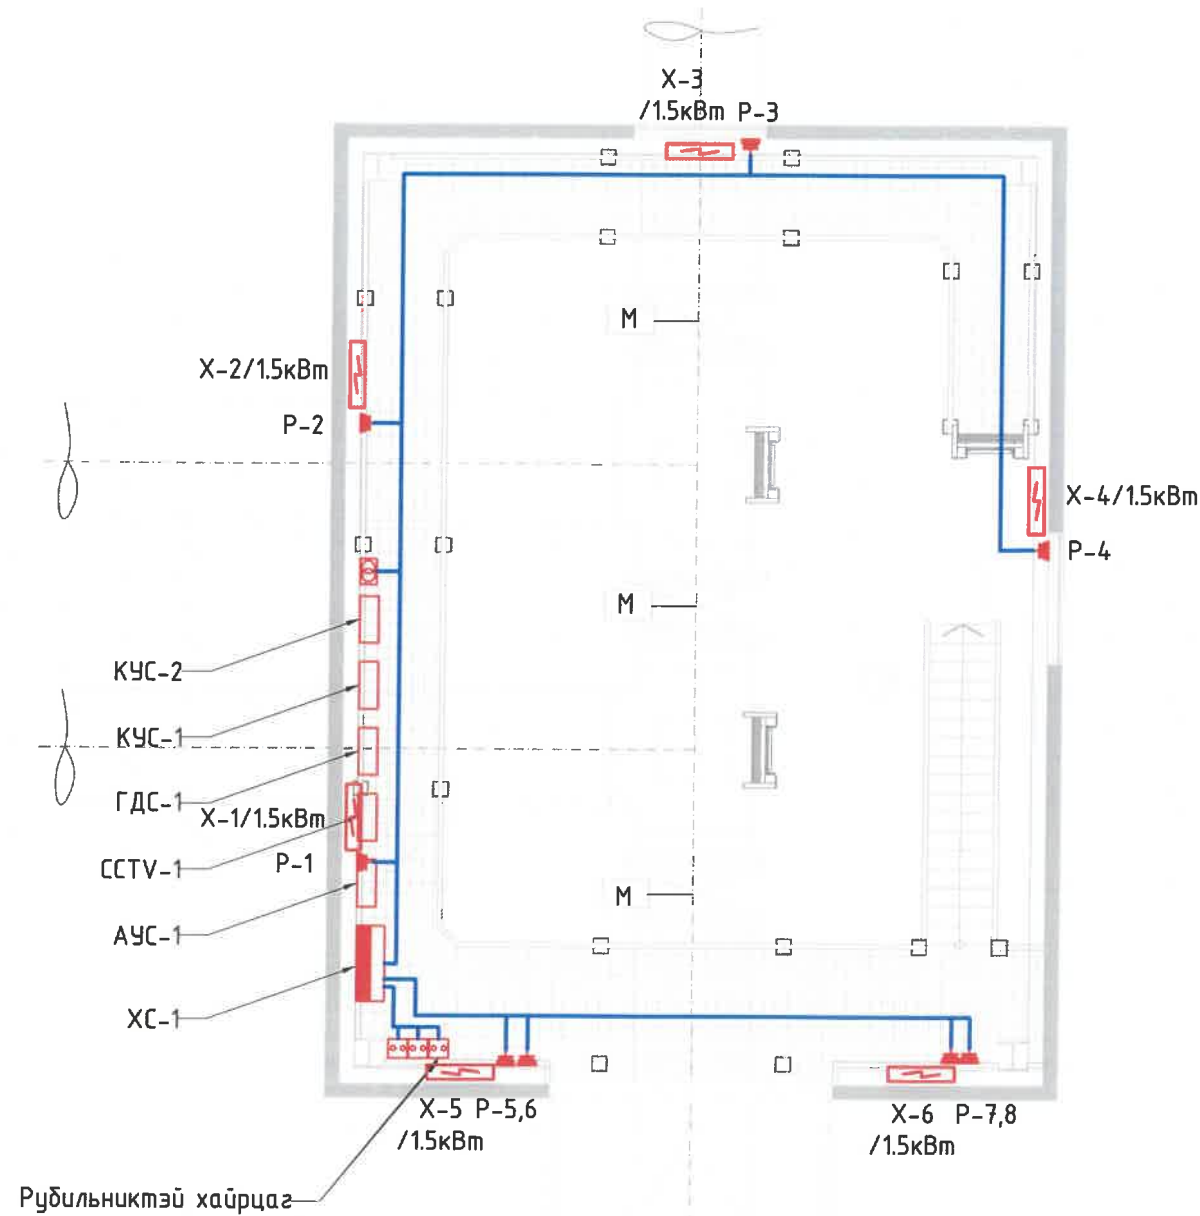 Х-3
/1.5кВт Р-3
М
Х-2/1.5кВт
Р-2
Х-4/1.5кВт
Р-4
М
КУС-2
КУС-1
ГДС-1
Х-1/1.5кВт
CCTV-1
Р-1
М
АУС-1
ХС-1
Х-5 Р-5,6
/1.5кВт
Х-6 Р-7,8
/1.5кВт
Рубильниктэй хайрцаг